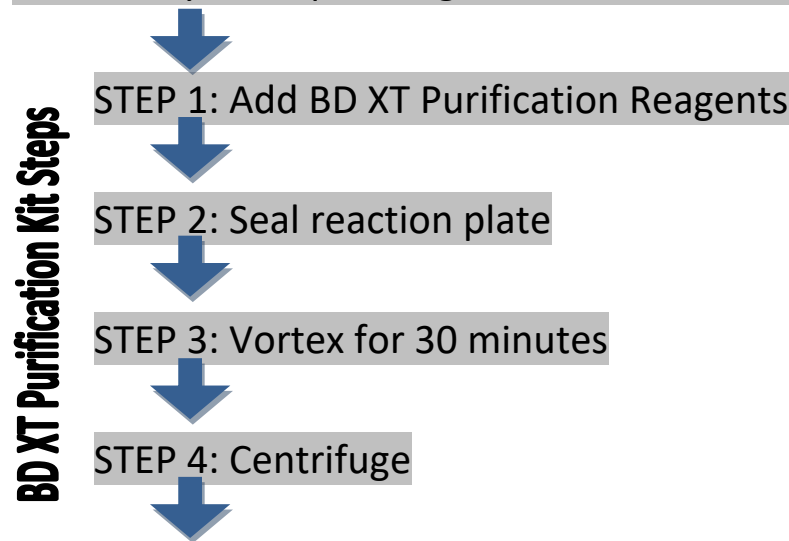 BD XT Purification Kit Steps
STEP 1: Add BD XT Purification Reagents
STEP 2: Seal reaction plate
STEP 3: Vortex for 30 minutes
STEP 4: Centrifuge